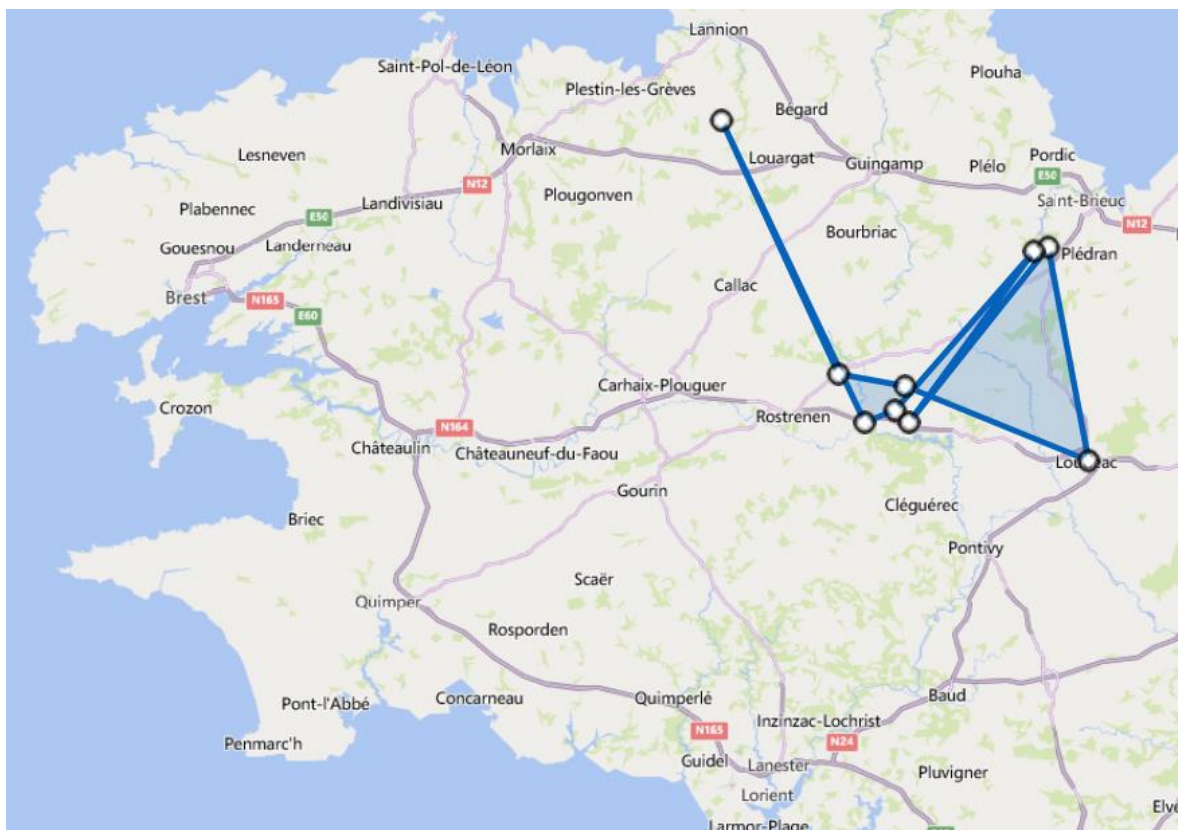 Lannion
Saint-Pol-de-Léon
Plouha
Plestin-les-Grèves
Bégard
Morlaix
Lesneven
Louargat
Guingamp
Plélo
Pordic
E50
N12
Landivisiau
Plougonven
Saint-Brieuc
Plabennec
E50
N12
Gouesnou
Landerneau
Bourbriac
Plédran
Brest
N165
E60
Callac
Carhaix-Plouguer
Crozon
Rostrenen
N164
Châteaulin
Châteauneuf-du-Faou
Gourin
Cléguérec
Briec
Pontivy
Scaër
Quimper
Rosporden
Pont-l'Abbé
Concarneau
Quimperlé
Baud
Inzinzac-Lochrist
N165
N24
Penmarc'h
Guidel
Lanester
Pluvigner
Lorient
Larmor-Plage